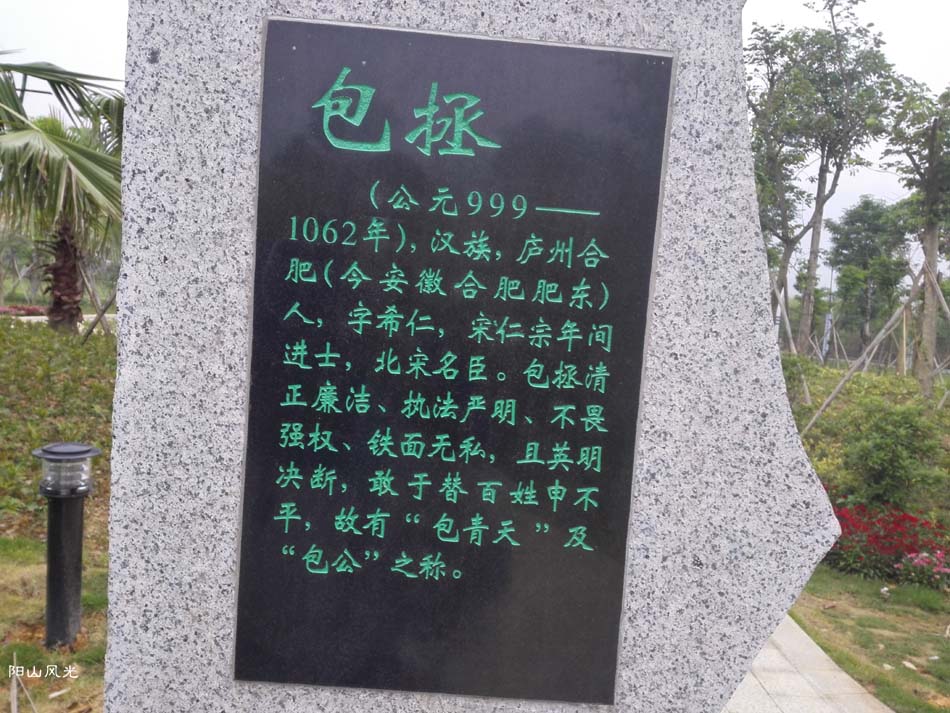 包拯
（公元999——
1062年），汉族，庐州合
肥（今安徽合肥肥东）
人，字希仁，宋仁宗年间
进士，北宋名臣。包拯清
正廉洁、执法严明、不畏
强权、铁面无私，且英明
决断，敢于替百姓申不
平，故有“包青天”及
“包公”之称。
阳山风光